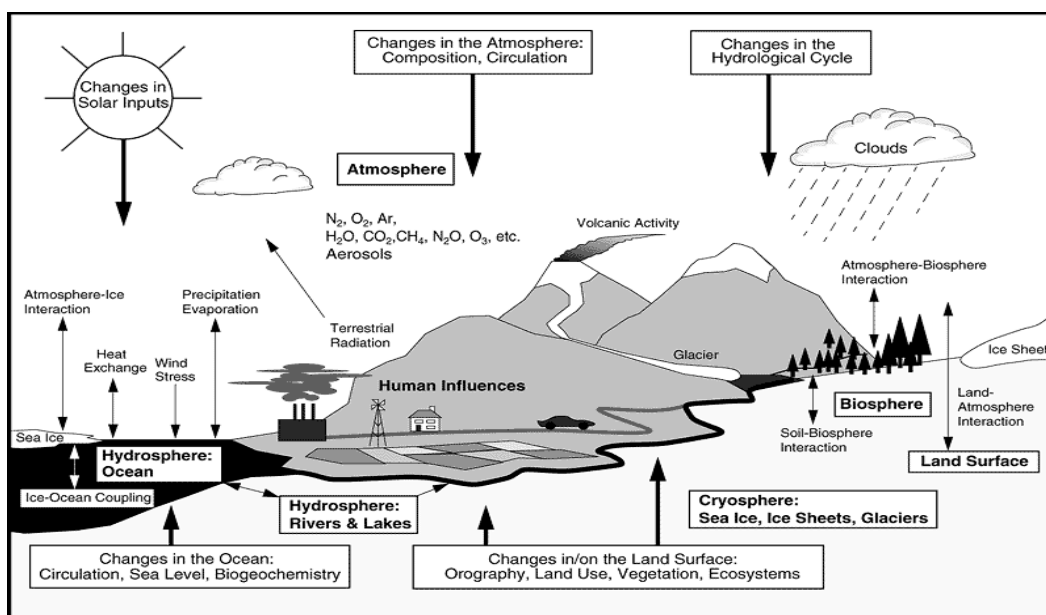 Changes in the Atmosphere:
Composition, Circulation
Changes in the
Hydrological Cycle
Changes in
Solar Inputs
Clouds
Atmosphere
N₂, O₂, Ar,
H₂O, CO₂,CH₄, N₂O, O₃, etc.
Aerosols
Volcanic Activity
Atmosphere-Biosphere
Interaction
Atmosphere-Ice
Interaction
Precipitation
Evaporation
Terrestrial
Radiation
Heat
Exchange
Wind
Stress
Glacier
Ice Sheet
Human Influences
Biosphere
Land-
Atmosphere
Interaction
Soil-Biosphere
Interaction
Sea Ice
Hydrosphere:
Ocean
Land Surface
Ice-Ocean Coupling
Hydrosphere:
Rivers & Lakes
Cryosphere:
Sea Ice, Ice Sheets, Glaciers
Changes in the Ocean:
Circulation, Sea Level, Biogeochemistry
Changes in/on the Land Surface:
Orography, Land Use, Vegetation, Ecosystems